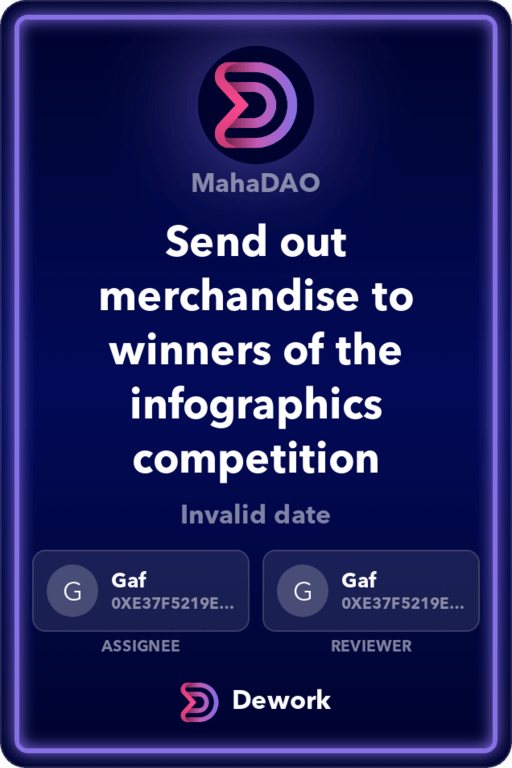 MahaDAO
Send out
merchandise to
winners of the
infographics
competition
Invalid date
G
Gaf
0XE37F5219E...
G
Gaf
0XE37F5219E...
ASSIGNEE
REVIEWER
Dework